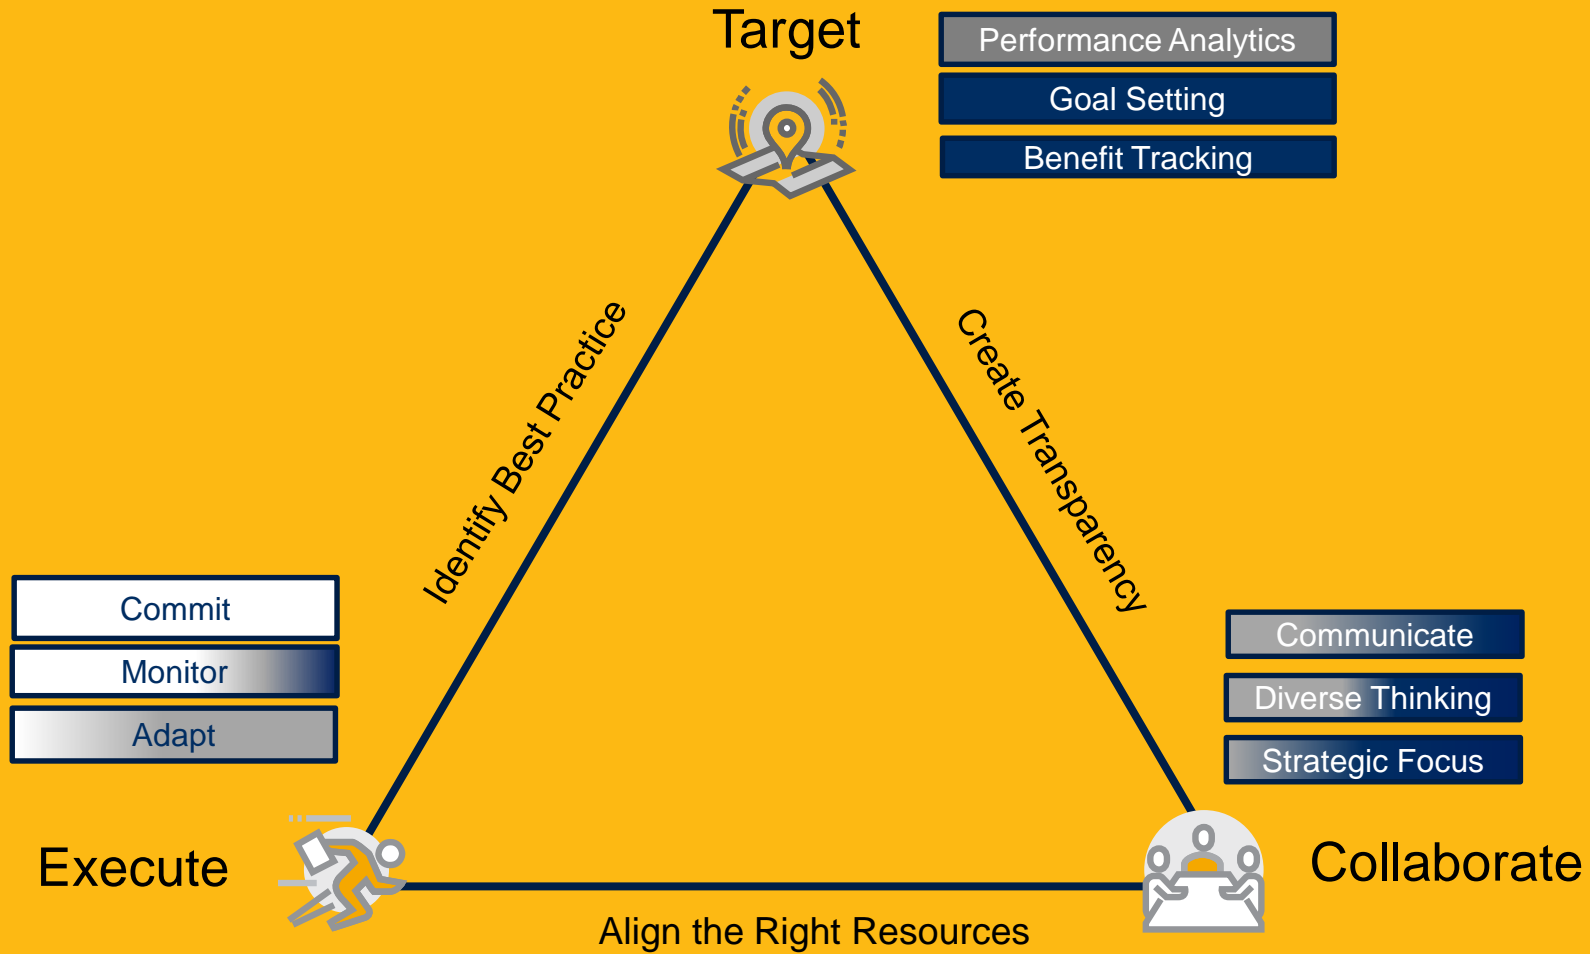 Target
Performance Analytics
Goal Setting
Benefit Tracking
Identify Best Practice
Create Transparency
Commit
Monitor
Adapt
Communicate
Diverse Thinking
Strategic Focus
Execute
Collaborate
Align the Right Resources